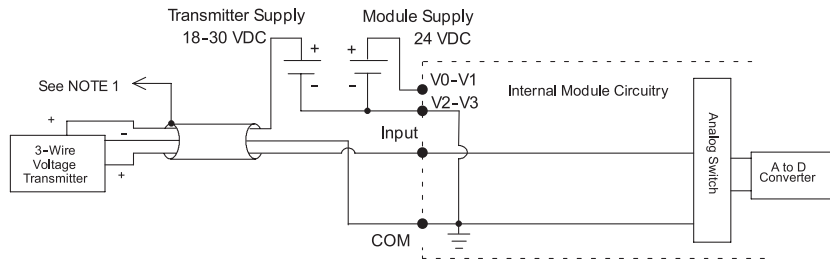 Transmitter Supply
18-30 VDC
Module Supply
24 VDC
+
-
+
-
See NOTE 1
V0-V1
V2-V3
Internal Module Circuitry
Input
+
-
+
3-Wire
Voltage
Transmitter
Analog Switch
A to D
Converter
COM